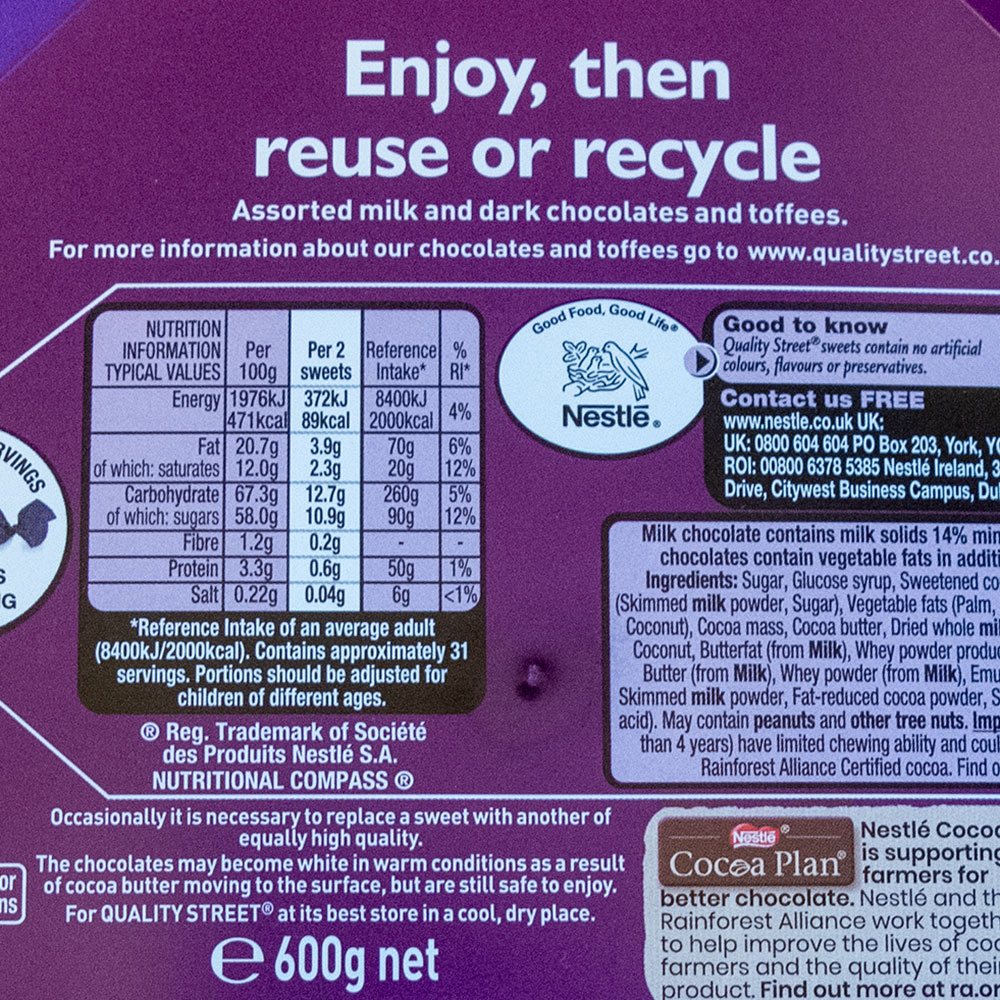 Enjoy, then
reuse or recycle
Assorted milk and dark chocolates and toffees.
For more information about our chocolates and toffees go to www.qualitystreet.co.
NUTRITION
INFORMATION
TYPICAL VALUES
Per
100g
Per 2
sweets
Reference
Intake*
%
RI*
Energy 1976kJ 372kJ 8400kJ
471kcal 89kcal 2000kcal 4%
Fat 20.7g 3.9g 70g 6%
of which: saturates 12.0g 2.3g 20g 12%
Carbohydrate 67.3g 12.7g 260g 5%
of which: sugars 58.0g 10.9g 90g 12%
Fibre 1.2g 0.2g - -
Protein 3.3g 0.6g 50g 1%
Salt 0.22g 0.04g 6g <1%
*Reference Intake of an average adult
(8400kJ/2000kcal). Contains approximately 31
servings. Portions should be adjusted for
children of different ages.
® Reg. Trademark of Société
des Produits Nestlé S.A.
NUTRITIONAL COMPASS ®
Good Food, Good Life®
Nestlé®
Good to know
Quality Street® sweets contain no artificial
colours, flavours or preservatives.
Contact us FREE
www.nestle.co.uk UK:
UK: 0800 604 604 PO Box 203, York,
ROI: 00800 6378 5385 Nestlé Ireland, 3
Drive, Citywest Business Campus,
Milk chocolate contains milk solids 14% min
chocolates contain vegetable fats in
Ingredients: Sugar, Glucose syrup, Sweetened
(Skimmed milk powder, Sugar), Vegetable fats (Palm,
Coconut), Cocoa mass, Cocoa butter, Dried whole
Coconut, Butterfat (from Milk), Whey powder
Butter (from Milk), Whey powder (from Milk),
Skimmed milk powder, Fat-reduced cocoa powder,
acid). May contain peanuts and other tree nuts.
than 4 years) have limited chewing ability and
Rainforest Alliance Certified cocoa. Find
Occasionally it is necessary to replace a sweet with another of
equally high quality.
The chocolates may become white in warm conditions as a result
of cocoa butter moving to the surface, but are still safe to enjoy.
For QUALITY STREET® at its best store in a cool, dry place.
℮ 600g net
Nestlé®
Cocoa Plan®
Nestlé Cocoa
is supporting
farmers for
better chocolate. Nestlé and
Rainforest Alliance work
to help improve the lives of
farmers and the quality of
product. Find out more at